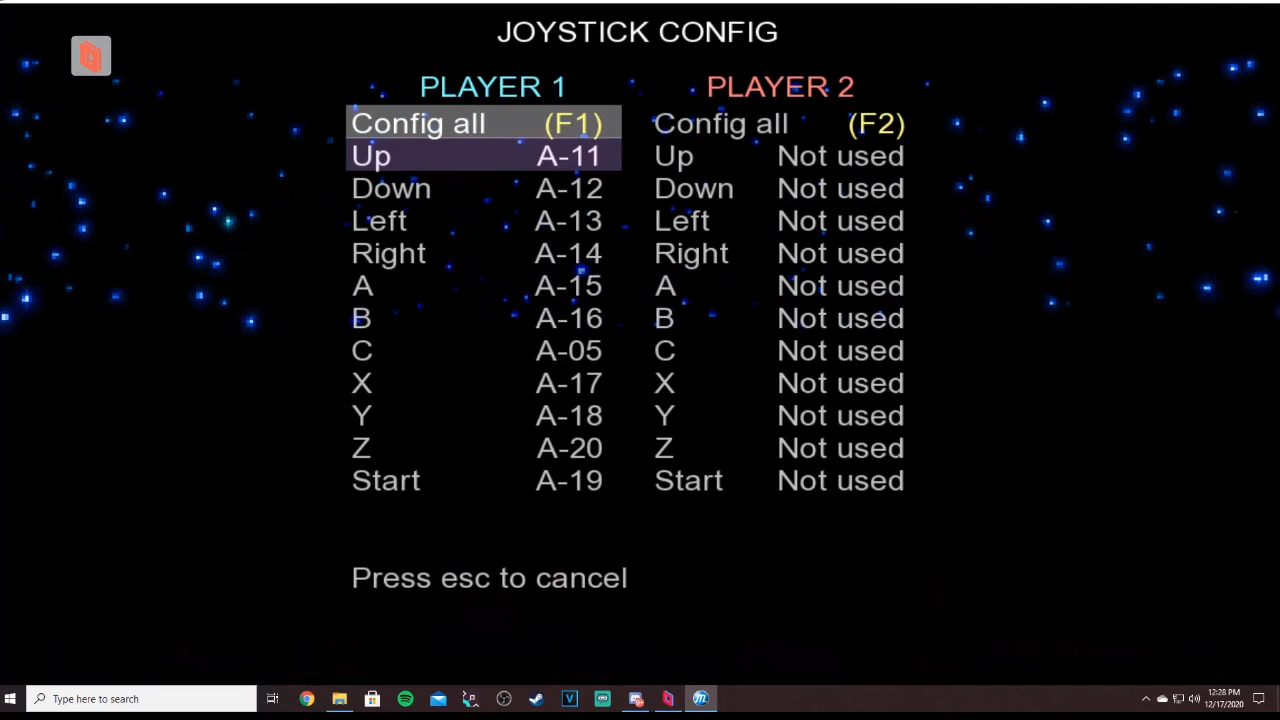 JOYSTICK CONFIG
PLAYER 1 PLAYER 2
Config all (F1) Config all (F2)
Up A-11 Up Not used
Down A-12 Down Not used
Left A-13 Left Not used
Right A-14 Right Not used
A A-15 A Not used
B A-16 B Not used
C A-05 C Not used
X A-17 X Not used
Y A-18 Y Not used
Z A-20 Z Not used
Start A-19 Start Not used
Press esc to cancel
Type here to search
12:28 PM
12/17/2020